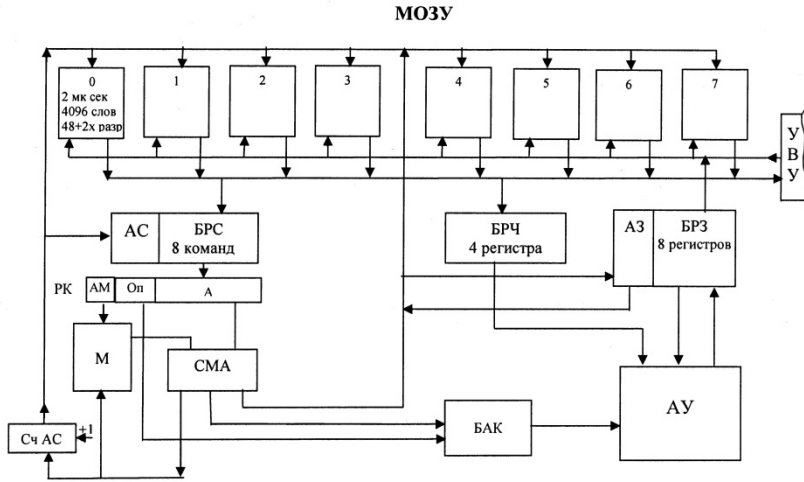 МОЗУ
0 1 2 3 4 5 6 7
2 мк сек
4096 слов
48+2х разр
У
В
У
АС БРС
8 команд
БРЧ
4 регистра
АЗ БРЗ
8 регистров
РК АМ Оп А
М
СМА
АУ
БАК
Сч АС +1